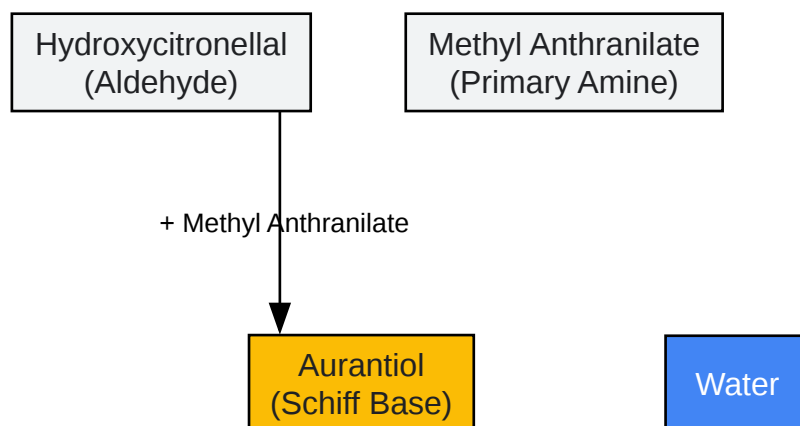 Hydroxycitronellal
(Aldehyde)
Methyl Anthranilate
(Primary Amine)
+ Methyl Anthranilate
Aurantiol
(Schiff Base)
Water